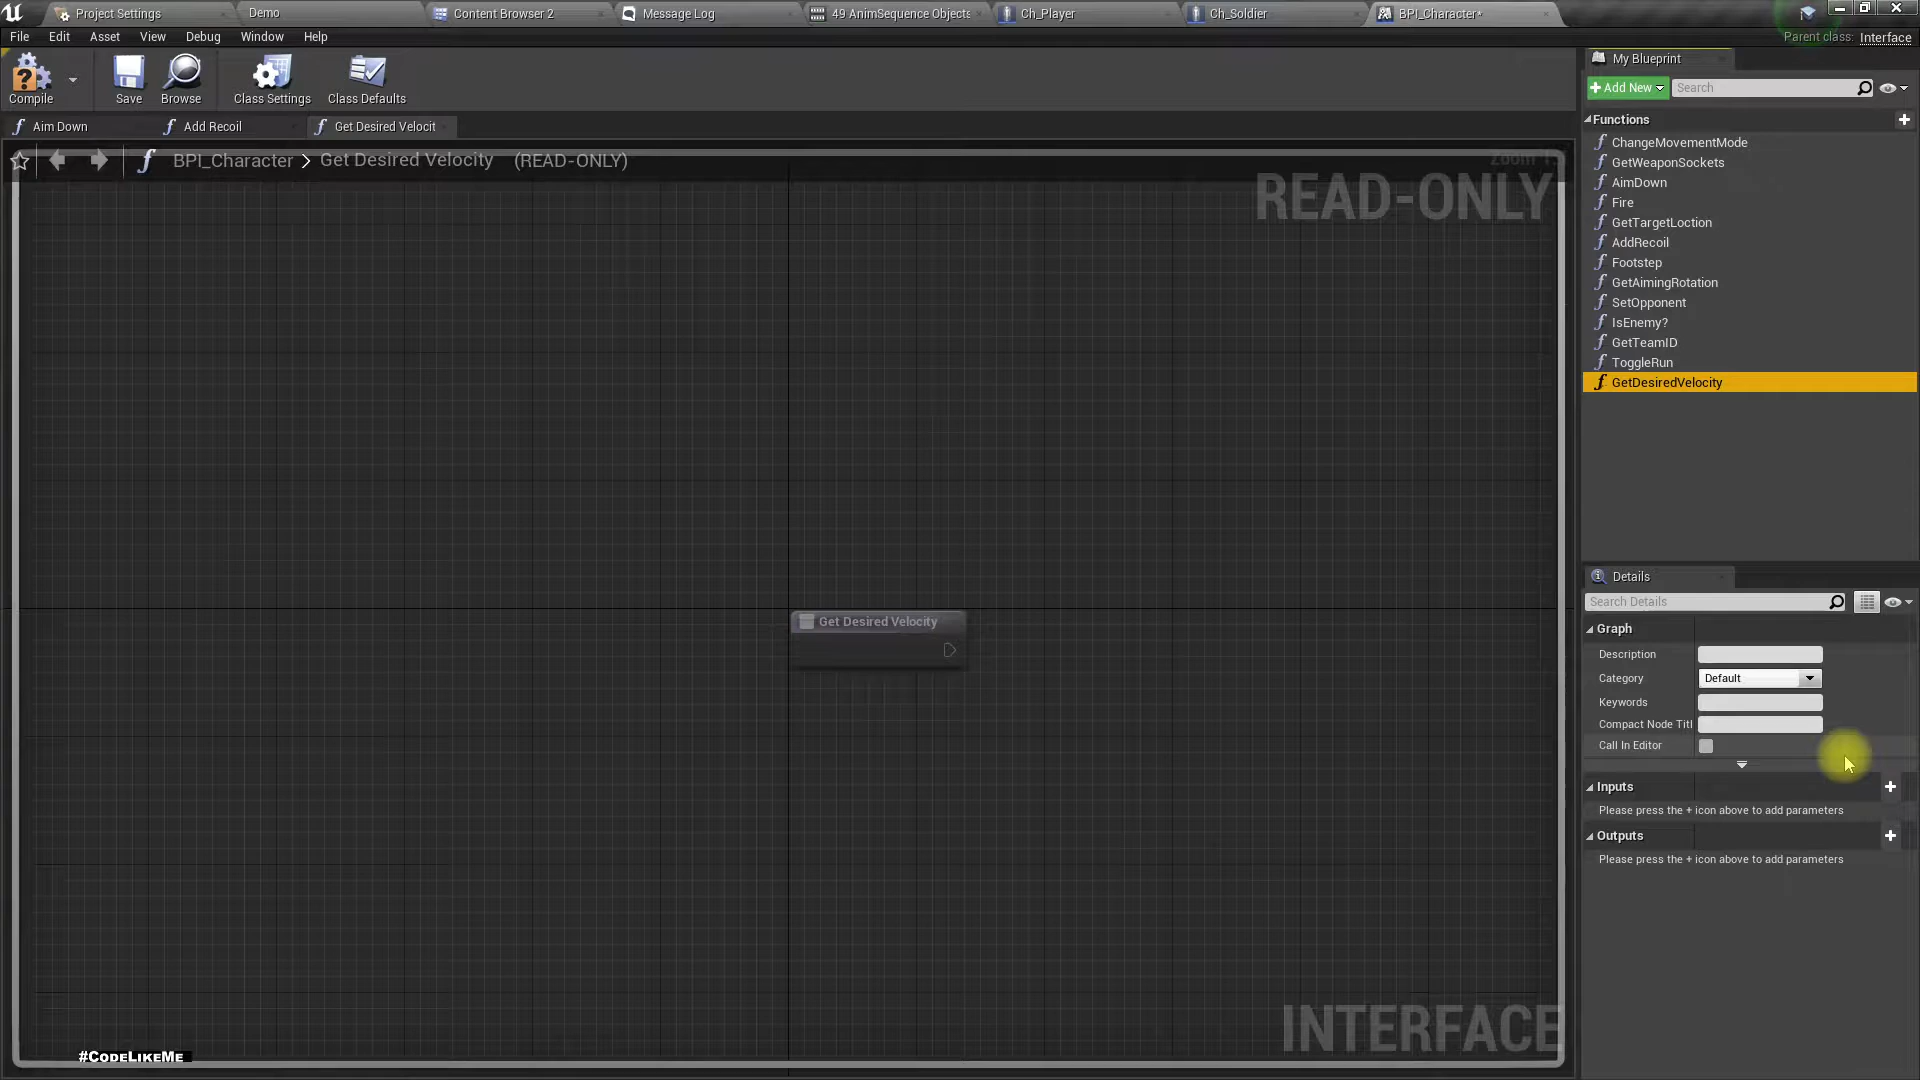 Project Settings
Demo
Content Browser 2
Message Log
49 AnimSequence Objects
Ch_Player
Ch_Soldier
BPI_Character*
File Edit Asset View Debug Window Help
Parent class: Interface
Compile
Save
Browse
Class Settings
Class Defaults
My Blueprint
Add New
Search
Aim Down
Add Recoil
Get Desired Velocit
BPI_Character > Get Desired Velocity (READ-ONLY)
READ-ONLY
Functions
ChangeMovementMode
GetWeaponSockets
AimDown
Fire
GetTargetLoction
AddRecoil
Footstep
GetAimingRotation
SetOpponent
IsEnemy?
GetTeamID
ToggleRun
GetDesiredVelocity
Get Desired Velocity
Details
Search Details
Graph
Description
Category Default
Keywords
Compact Node Titl
Call In Editor
Inputs
Please press the + icon above to add parameters
Outputs
Please press the + icon above to add parameters
INTERFACE
#CodeLikeMe